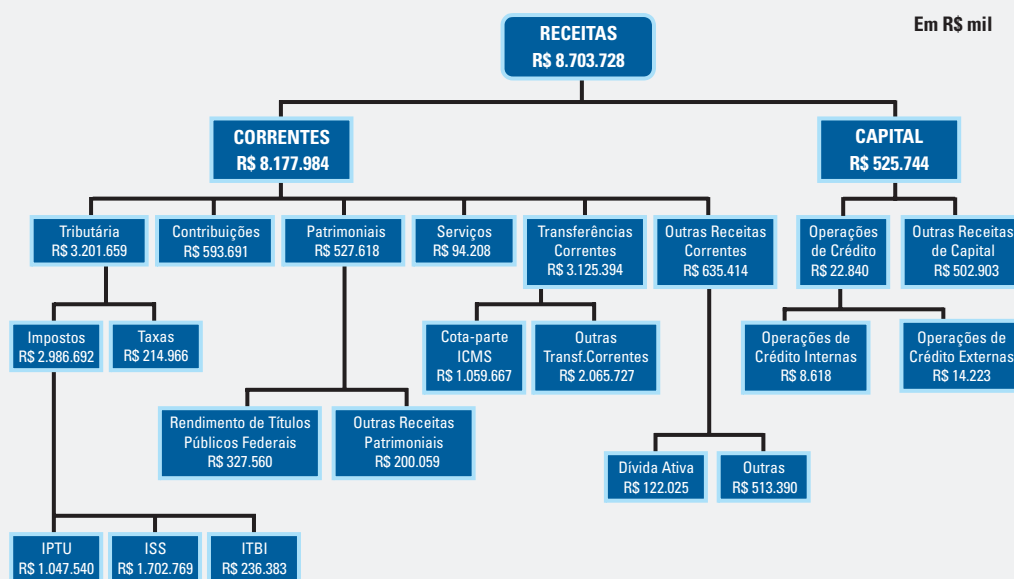 Em R$ mil
RECEITAS
R$ 8.703.728
CORRENTES
R$ 8.177.984
CAPITAL
R$ 525.744
Tributária
R$ 3.201.659
Contribuições
R$ 593.691
Patrimoniais
R$ 527.618
Serviços
R$ 94.208
Transferências
Correntes
R$ 3.125.394
Outras Receitas
Correntes
R$ 635.414
Operações
de Crédito
R$ 22.840
Outras Receitas
de Capital
R$ 502.903
Impostos
R$ 2.986.692
Taxas
R$ 214.966
Cota-parte
ICMS
R$ 1.059.667
Outras
Transf.Correntes
R$ 2.065.727
Operações de
Crédito Internas
R$ 8.618
Operações de
Crédito Externas
R$ 14.223
Rendimento de Títulos
Públicos Federais
R$ 327.560
Outras Receitas
Patrimoniais
R$ 200.059
Dívida Ativa
R$ 122.025
Outras
R$ 513.390
IPTU
R$ 1.047.540
ISS
R$ 1.702.769
ITBI
R$ 236.383